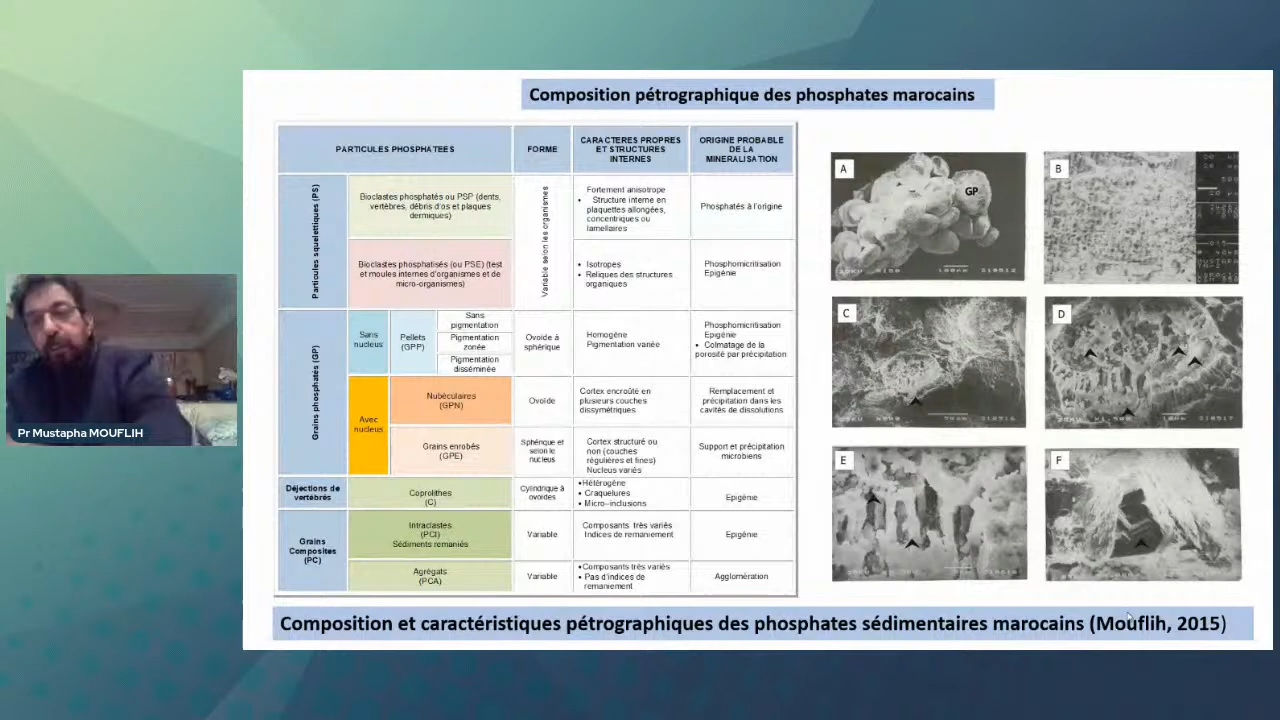 Composition pétrographique des phosphates marocains
PARTICULES PHOSPHATEES
FORME
CARACTERES PROPRES
ET STRUCTURES
INTERNES
ORIGINE PROBABLE
DE LA
MINERALISATION
Particules squelettiques (PS)
Bioclastes phosphatés ou PSP (dents,
vertèbres, débris d'os et plaques
dermiques)
Variable selon les organismes
Fortement anisotrope
• Structure interne en
plaquettes allongées,
concentriques ou
lamellaires
Phosphatés à l'origine
Bioclastes phosphatisés (ou PSE) (test
et moules internes d'organismes et de
micro-organismes)
• Isotropes
• Reliques des structures
organiques
Phosphomicritisation
Epigénie
Grains phosphatés (GP)
Sans
nucleus
Pellets
(GPP)
Sans
pigmentation
Pigmentation
zonée
Pigmentation
disséminée
Ovoïde à
sphérique
Homogène
Pigmentation variée
Phosphomicritisation
Epigénie
• Colmatage de la
porosité par précipitation
Avec
nucleus
Nubéculaires
(GPN)
Ovoïde
Cortex encroûté en
plusieurs couches
dissymétriques
Remplacement et
précipitation dans les
cavités de dissolutions
Grains enrobés
(GPE)
Sphérique et
selon le
nucleus
Cortex structuré ou
non (couches
régulières et fines)
Nucleus variés
Support et précipitation
microbiens
Déjections de
vertébrés
Coprolithes
(C)
Cylindrique à
ovoïdes
•Hétérogène
• Craquelures
• Micro–inclusions
Epigénie
Grains
Composites
(PC)
Intraclastes
(PCI)
Sédiments remaniés
Variable
Composants très variés
Indices de remaniement
Epigénie
Agrégats
(PCA)
Variable
•Composants très variés
• Pas d'indices de
remaniement
Agglomération
A
GP
B
C
D
E
F
Pr Mustapha MOUFLIH
Composition et caractéristiques pétrographiques des phosphates sédimentaires marocains (Mouflih, 2015)